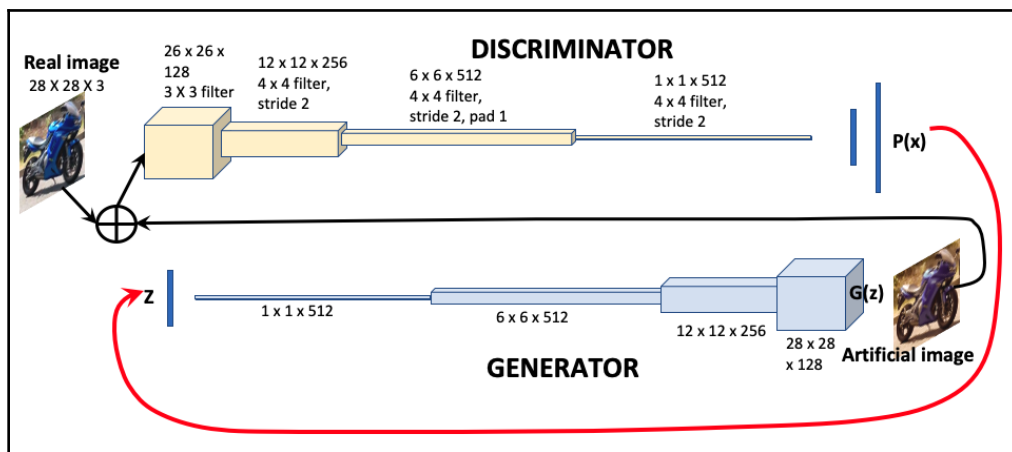 DISCRIMINATOR
Real image
28 X 28 X 3
26 x 26 x
128
3 X 3 filter
12 x 12 x 256
4 x 4 filter,
stride 2
6 x 6 x 512
4 x 4 filter,
stride 2, pad 1
1 x 1 x 512
4 x 4 filter,
stride 2
P(x)
Z
1 x 1 x 512
6 x 6 x 512
12 x 12 x 256
28 x 28
x 128
G(z)
Artificial image
GENERATOR